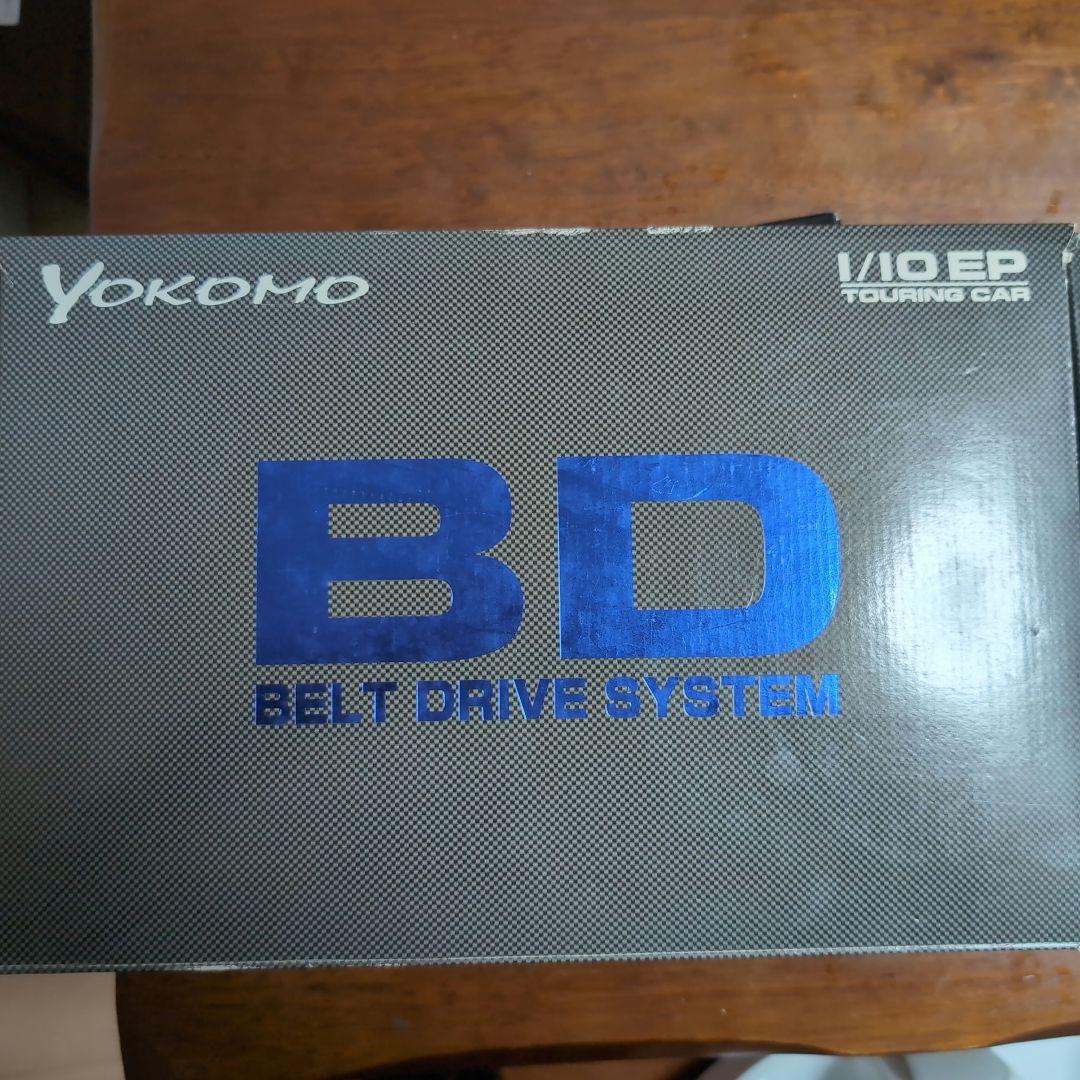 YOKOMO
1/10 EP
TOURING CAR
BD
BELT DRIVE SYSTEM